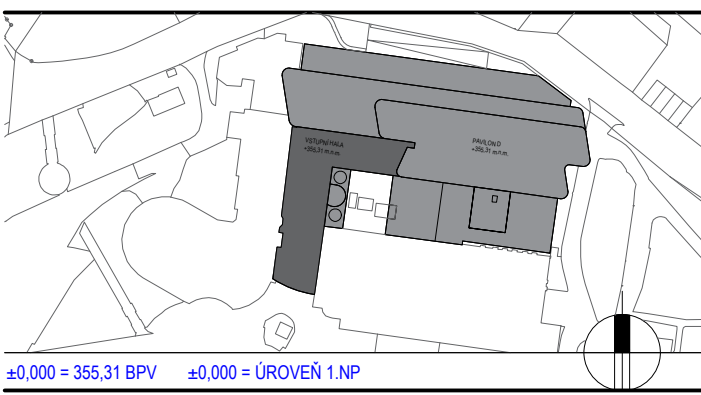 VSTUPNÍ HALA
+355,31 m n.m.
PAVILON D
+355,31 m n.m.
±0,000 = 355,31 BPV ±0,000 = ÚROVEŇ 1.NP